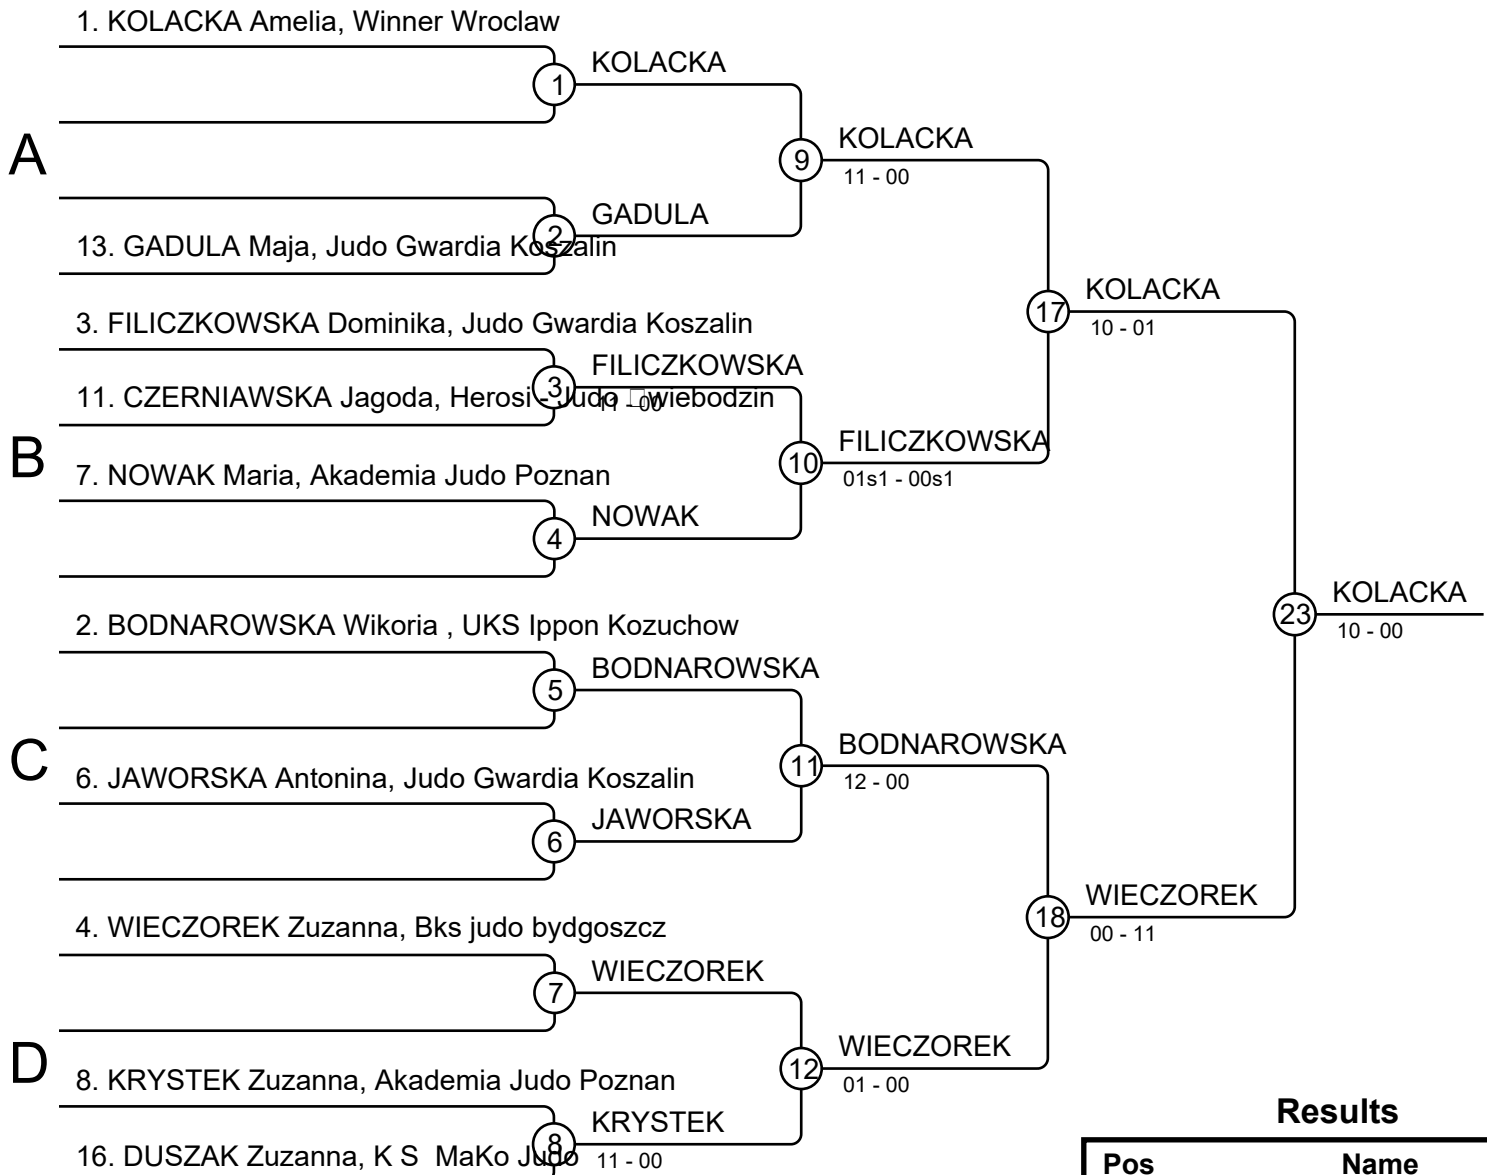 1. KOLACKA Amelia, Winner Wroclaw
1
KOLACKA
A
9
KOLACKA
11 - 00
2
GADULA
13. GADULA Maja, Judo Gwardia Koszalin
3. FILICZKOWSKA Dominika, Judo Gwardia Koszalin
17
KOLACKA
10 - 01
3
FILICZKOWSKA
11 - 00
11. CZERNIAWSKA Jagoda, Herosi - Judo □wiebodzin
B
10
FILICZKOWSKA
01s1 - 00s1
7. NOWAK Maria, Akademia Judo Poznan
4
NOWAK
23
KOLACKA
10 - 00
2. BODNAROWSKA Wikoria , UKS Ippon Kozuchow
5
BODNAROWSKA
C
11
BODNAROWSKA
12 - 00
6. JAWORSKA Antonina, Judo Gwardia Koszalin
6
JAWORSKA
18
WIECZOREK
00 - 11
4. WIECZOREK Zuzanna, Bks judo bydgoszcz
7
WIECZOREK
D
12
WIECZOREK
01 - 00
8. KRYSTEK Zuzanna, Akademia Judo Poznan
8
KRYSTEK
11 - 00
16. DUSZAK Zuzanna, K S MaKo Judo
Results
Pos Name